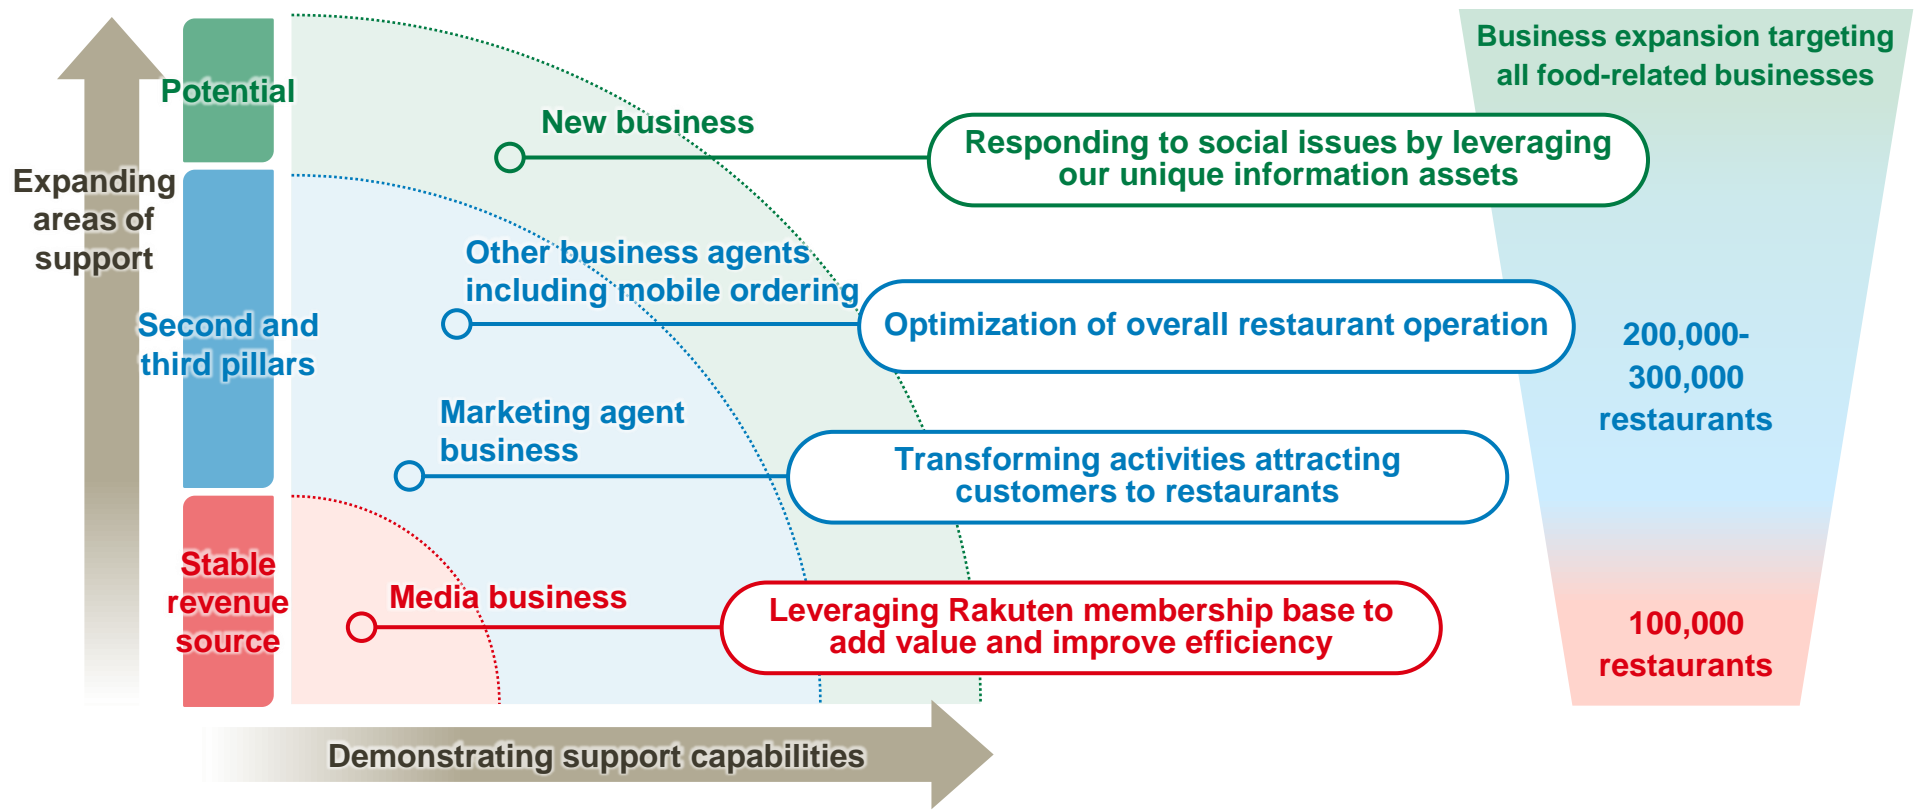 Expanding
areas of
support
Potential
Second and
third pillars
Stable
revenue
source
New business
Responding to social issues by leveraging
our unique information assets
Other business agents
including mobile ordering
Optimization of overall restaurant operation
Marketing agent
business
Transforming activities attracting
customers to restaurants
Media business
Leveraging Rakuten membership base to
add value and improve efficiency
Business expansion targeting
all food-related businesses
200,000-
300,000
restaurants
100,000
restaurants
Demonstrating support capabilities